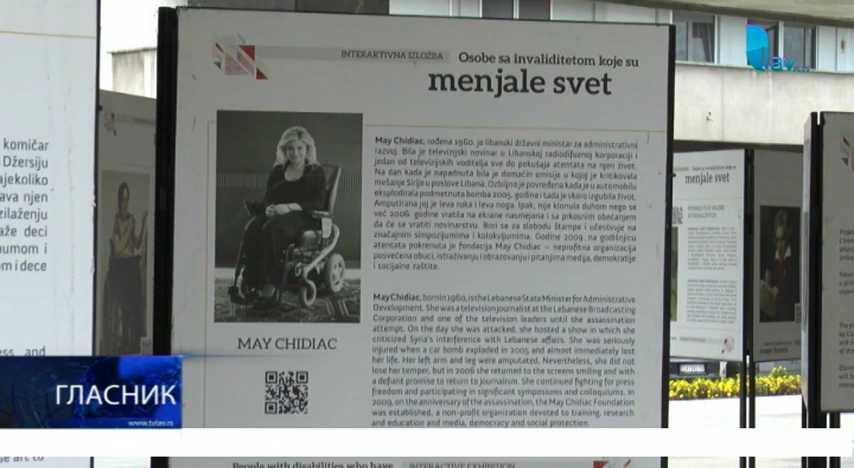 INTERAKTIVNA IZLOŽBA
Osobe sa invaliditetom koje su
menjale svet
May Chidiac, rođena 1960. je libanski državni ministar za administrativni
razvoj. Bila je televizijski novinar u Libanskoj radiodifuznoj korporaciji i
jedan od televizijskih voditelja sve do pokušaja atentata na njen život.
Na dan kada je napadnuta bila je domaćin emisije u kojoj je kritikovala
mešanje Sirije u poslove Libana. Ozbiljno je povređena kada je u automobilu
eksplodirala podmetnuta bomba 2005. godine i tada je skoro izgubila život.
Amputirana joj je leva ruka i leva noga. Ipak, nije klonula duhom nego se
već 2006. godine vratila na ekrane nasmejana i sa prkosnim obećanjem
da će se vratiti novinarstvu. Bori se za slobodu štampe i učestvuje na
značajnim simpozijumima i kolokvijumima. Godine 2009. na godišnjicu
atentata pokrenuta je fondacija May Chidiac – neprofitna organizacija
posvećena obuci, istraživanju i obrazovanju i pitanjima medija, demokratije
i socijalne zaštite.
MAY CHIDIAC
May Chidiac, born in 1960, is the Lebanese State Minister for Administrative
Development. She was a television journalist at the Lebanese Broadcasting
Corporation and one of the television leaders until the assassination
attempt. On the day she was attacked, she hosted a show in which she
criticized Syria's interference with Lebanese affairs. She was seriously
injured when a car bomb exploded in 2005 and almost immediately lost
her life. Her left arm and leg were amputated. Nevertheless, she did not
lose her temper, but in 2006 she returned to the screens smiling and with
a defiant promise to return to journalism. She continued fighting for press
freedom and participating in significant symposiums and colloquiums. In
2009, on the anniversary of the assassination, the May Chidiac Foundation
was established, a non-profit organization devoted to training, research
and education and media, democracy and social protection.
People with disabilities who have
INTERACTIVE EXHIBITION
komičar
Džersiju
ajekoliko
ava njen
zilaženju
aže deci
numom i
om i dece
Osobe sa invaliditetom koje su
menjale svet
ГЛАСНИК
www.tvlav.rs
lav